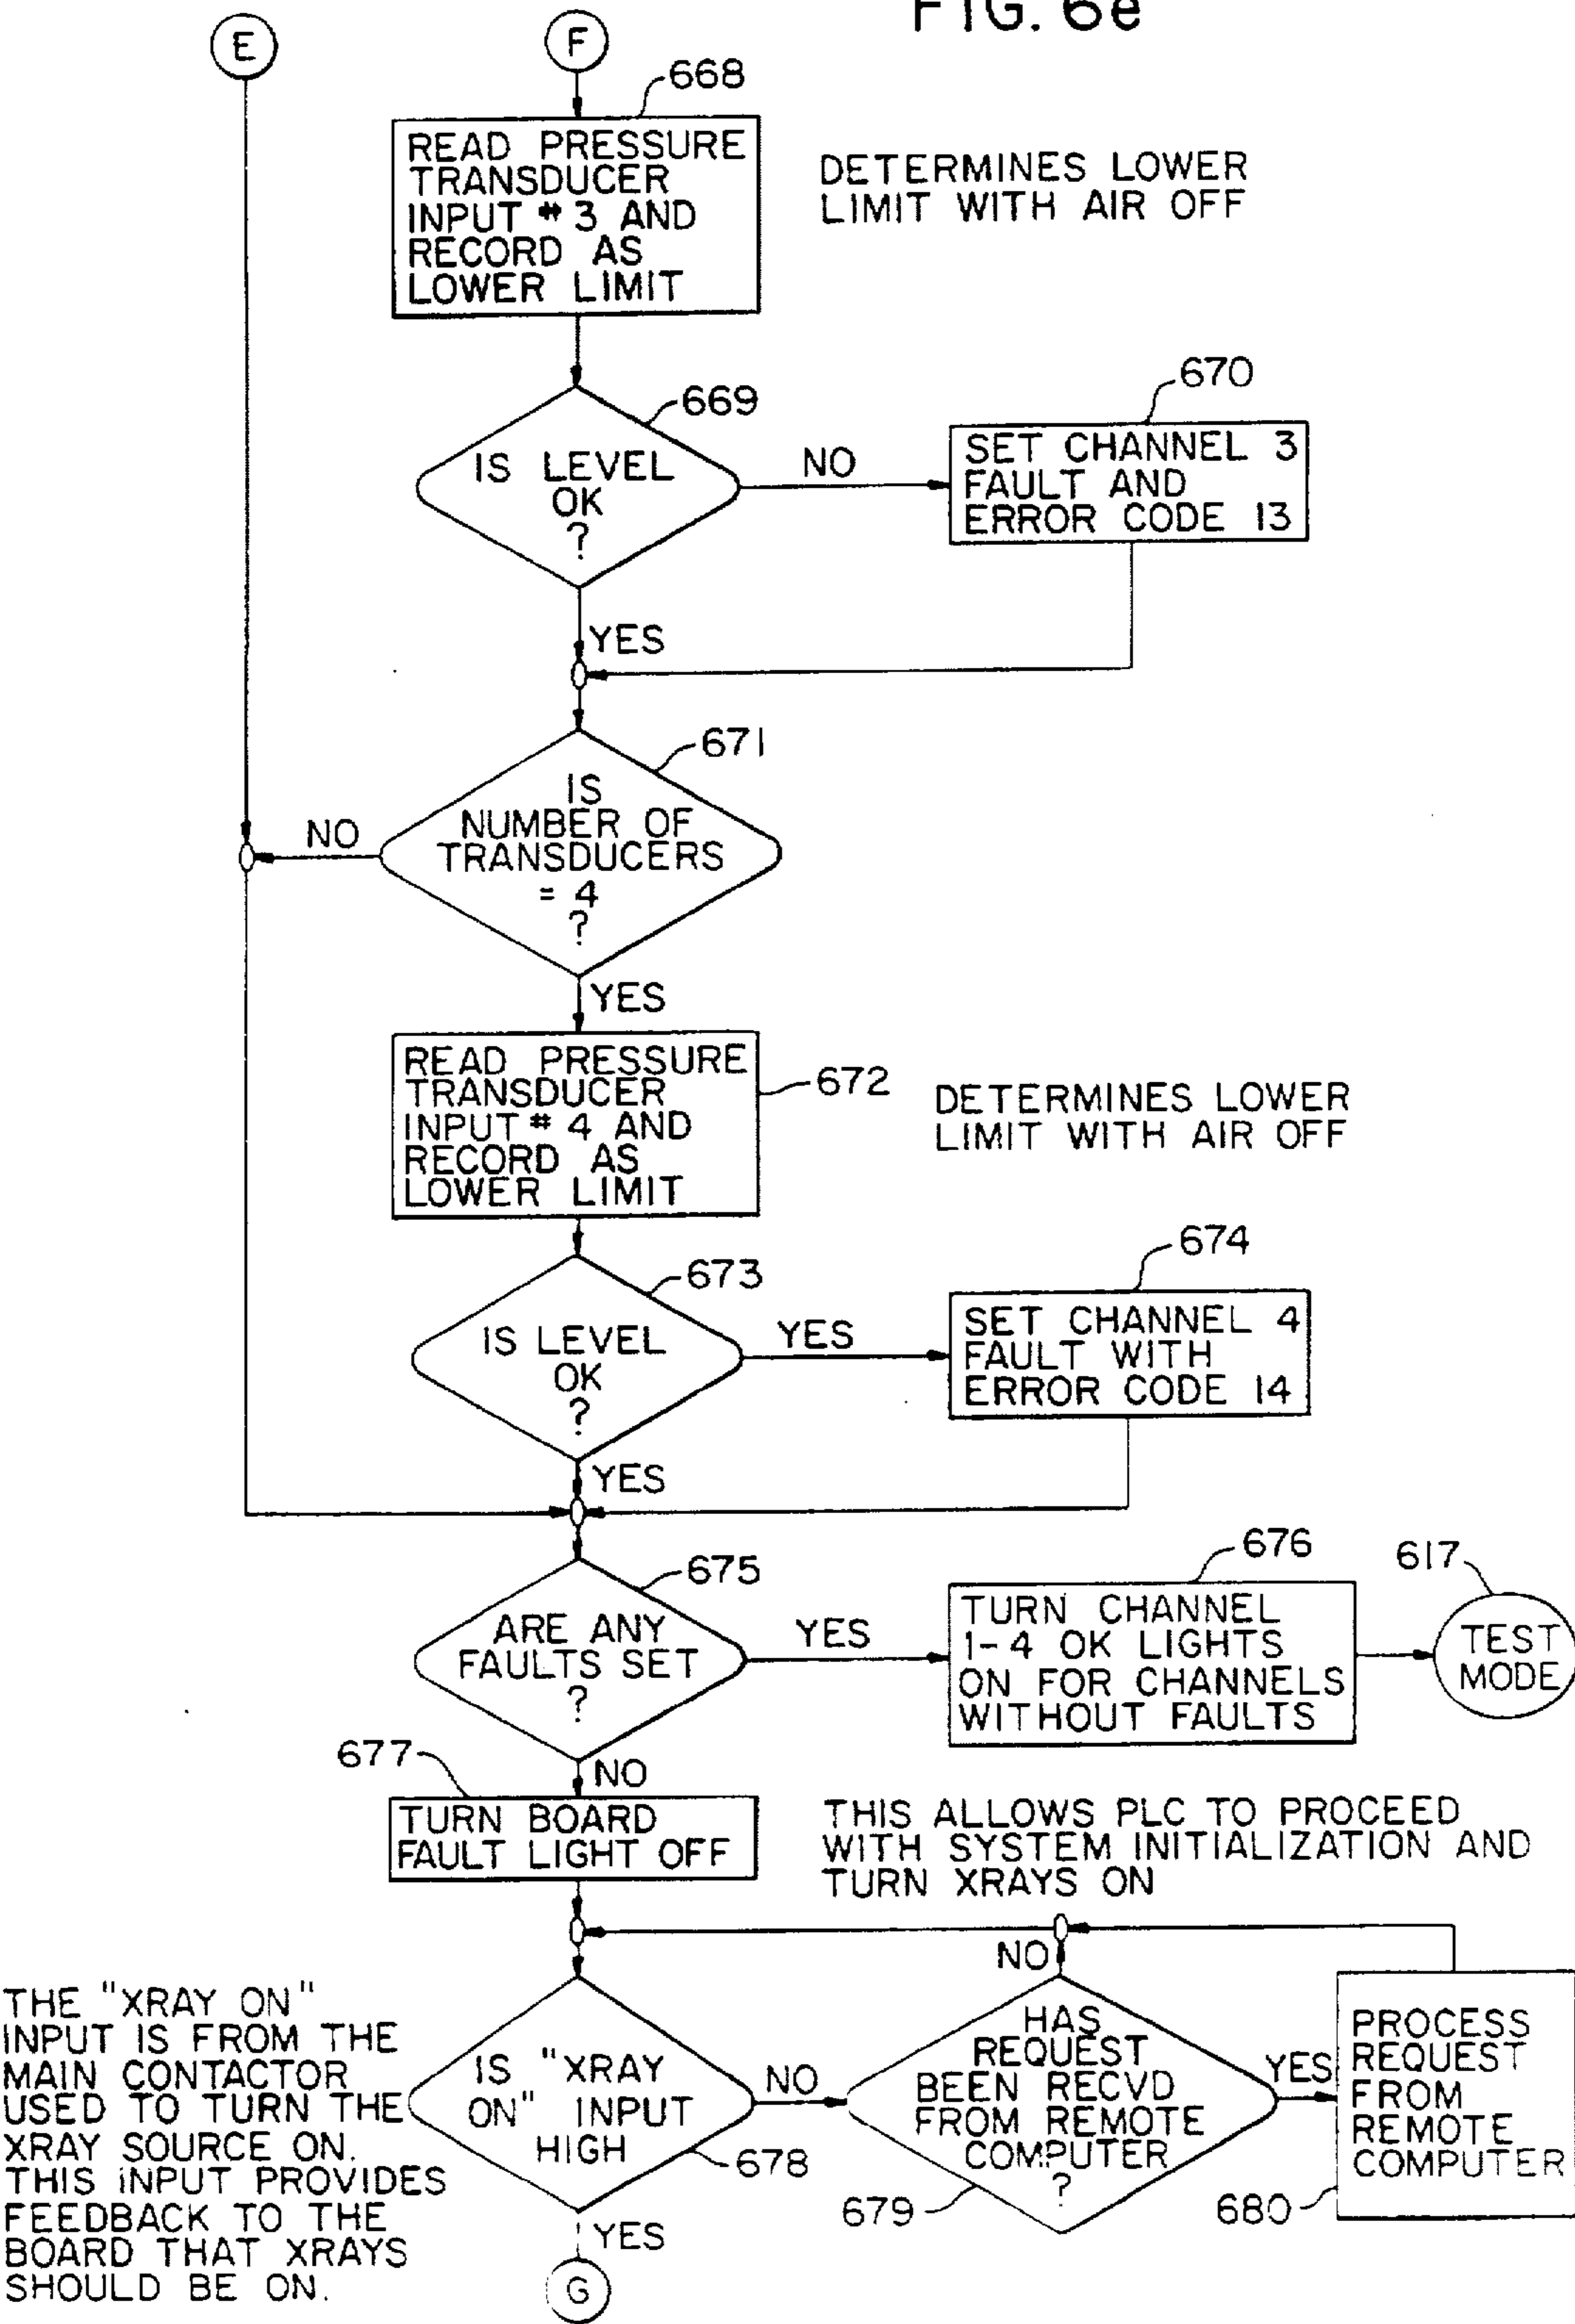 FIG. 6e
E
F
668
READ PRESSURE
TRANSDUCER
INPUT # 3 AND
RECORD AS
LOWER LIMIT
DETERMINES LOWER
LIMIT WITH AIR OFF
669
IS LEVEL
OK
?
NO
670
SET CHANNEL 3
FAULT AND
ERROR CODE 13
YES
671
IS
NUMBER OF
TRANSDUCERS
= 4
?
NO
YES
READ PRESSURE
TRANSDUCER
INPUT # 4 AND
RECORD AS
LOWER LIMIT
672
DETERMINES LOWER
LIMIT WITH AIR OFF
673
IS LEVEL
OK
?
YES
674
SET CHANNEL 4
FAULT WITH
ERROR CODE 14
YES
675
ARE ANY
FAULTS SET
?
YES
676
TURN CHANNEL
1-4 OK LIGHTS
ON FOR CHANNELS
WITHOUT FAULTS
617
TEST
MODE
NO
677
TURN BOARD
FAULT LIGHT OFF
THIS ALLOWS PLC TO PROCEED
WITH SYSTEM INITIALIZATION AND
TURN XRAYS ON
THE "XRAY ON"
INPUT IS FROM THE
MAIN CONTACTOR
USED TO TURN THE
XRAY SOURCE ON.
THIS INPUT PROVIDES
FEEDBACK TO THE
BOARD THAT XRAYS
SHOULD BE ON.
IS "XRAY
ON" INPUT
HIGH
678
NO
NO
HAS
REQUEST
BEEN RECVD
FROM REMOTE
COMPUTER
?
679
YES
PROCESS
REQUEST
FROM
REMOTE
COMPUTER
680
YES
G